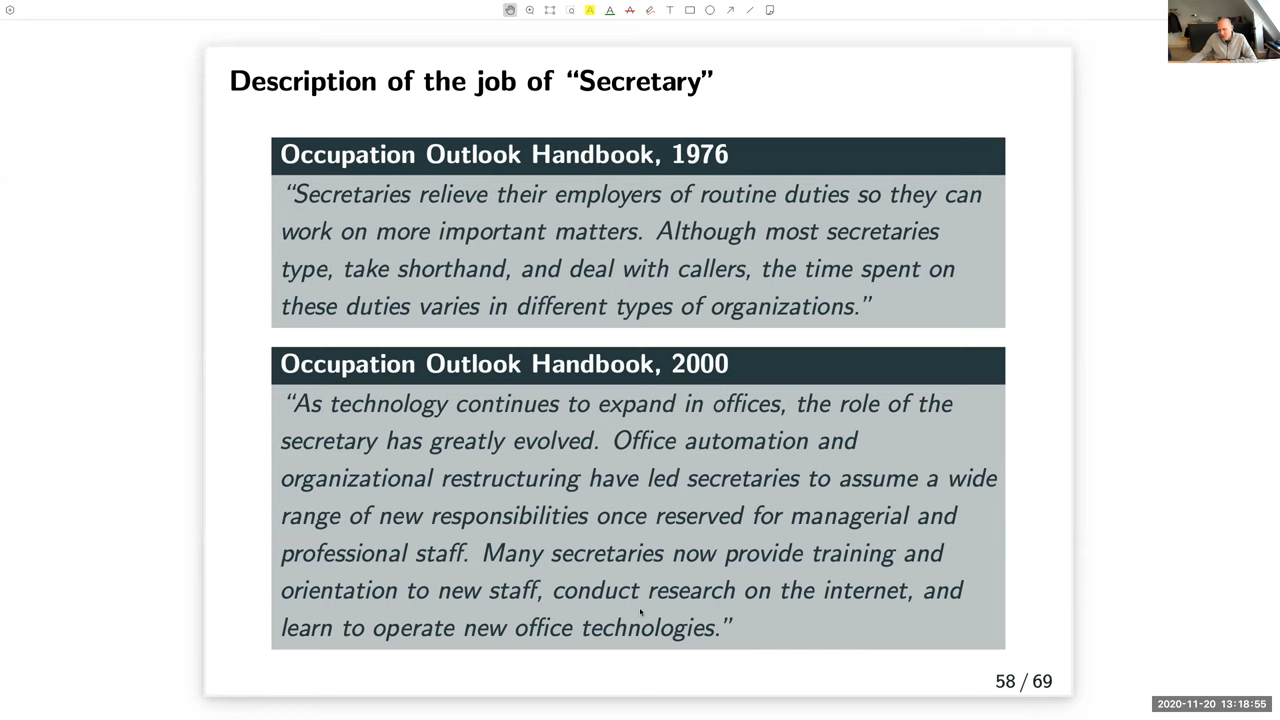 Description of the job of “Secretary”
Occupation Outlook Handbook, 1976
“Secretaries relieve their employers of routine duties so they can
work on more important matters. Although most secretaries
type, take shorthand, and deal with callers, the time spent on
these duties varies in different types of organizations.”
Occupation Outlook Handbook, 2000
“As technology continues to expand in offices, the role of the
secretary has greatly evolved. Office automation and
organizational restructuring have led secretaries to assume a wide
range of new responsibilities once reserved for managerial and
professional staff. Many secretaries now provide training and
orientation to new staff, conduct research on the internet, and
learn to operate new office technologies.”
58 / 69
2020-11-20 13:18:55